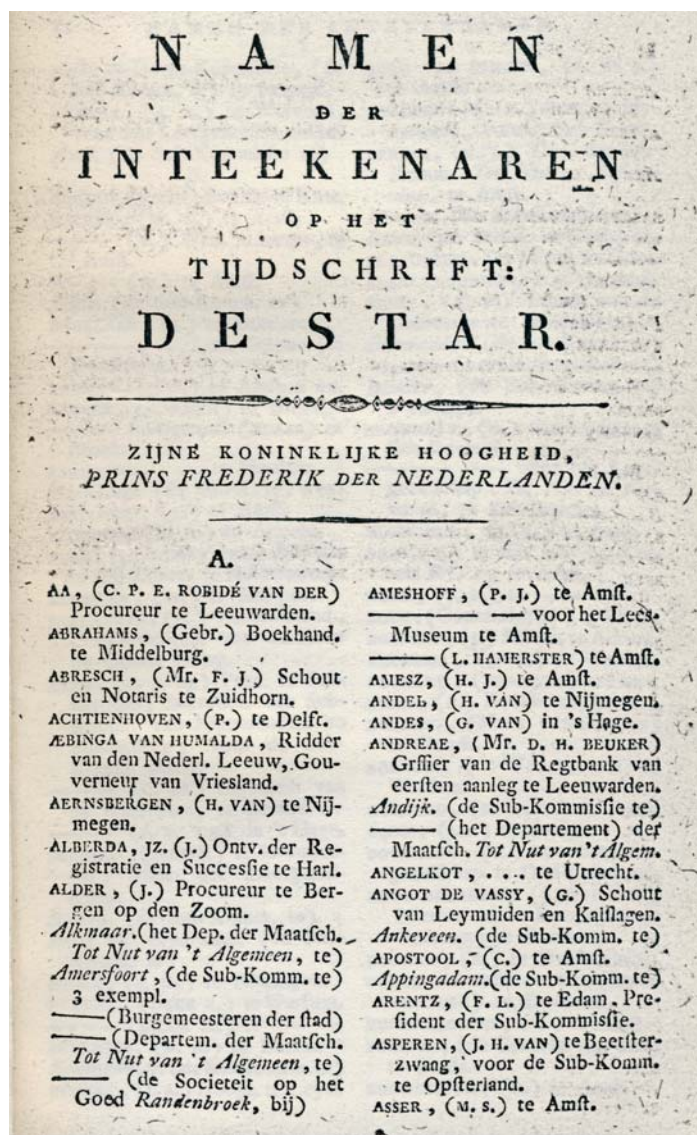 NAMEN
DER
INTEEKENAREN
OP HET
TIJDSCHRIFT:
DE STAR.
ZIJNE KONINKLIJKE HOOGHEID,
PRINS FREDERIK DER NEDERLANDEN.
A.
AA, (C. P. E. ROBIDÉ VAN DER)
Procureur te Leeuwarden.
ABRAHAMS, (Gebr.) Boekhand.
te Middelburg.
ABRESCH, (Mr. F. J) Schout
en Notaris te Zuidhorn.
ACHTIENHOVEN, (P.) te Delft.
ÆBINGA VAN HUMALDA, Ridder
van den Nederl. Leeuw, Gou-
verneur van Vriesland.
AERNSBERGEN, (H. VAN) te Nij-
megen.
ALBERDA, JZ. (J.) Ontv. der Re-
gistratie en Succesſie te Harl.
ALDER, (J.) Procureur te Ber-
gen op den Zoom.
Alkmaar.(het Dep. der Maatſch.
Tot Nut van 't Algemeen, te)
Amersfoort, (de Sub-Komm. te)
3 exempl.
——(Burgemeesteren der ſtad)
—— (Departem. der Maatſch.
Tot Nut van 't Algemeen, te)
—— (de Societeit op het
Goed Randenbroek, bij)
AMESHOFF, (P. J.) te Amſt.
—— — voor het Lees-
Museum te Amſt.
—— (L. HAMERSTER) te Amſt.
AMESZ, (H. J.) te Amſt.
ANDEL, (H. VAN) te Nijmegen.
ANDES, (G. VAN) in 's Hage.
ANDREAE, (Mr. D. H. BEUKER)
Grffier van de Regtbank van
eerſten aanleg te Leeuwarden.
Andijk. (de Sub-Kommisſie te)
—— (het Departement) der
Maatſch. Tot Nut van 't Algem.
ANGELKOT, . . . te Utrecht.
ANGOT DE VASSY, (G.) Schout
van Leymuiden en Kalſlagen.
Ankeveen. (de Sub-Komm. te)
APOSTOOL, (C.) te Amſt.
Appingadam.(de Sub-Komm. te)
ARENTZ, (F. L.) te Edam. Pre-
ſident der Sub-Kommisſie.
ASPEREN, (J. H. VAN) te Beetſter-
zwaag, voor de Sub-Komm.
te Opſterland.
ASSER, (M. S.) te Amſt.